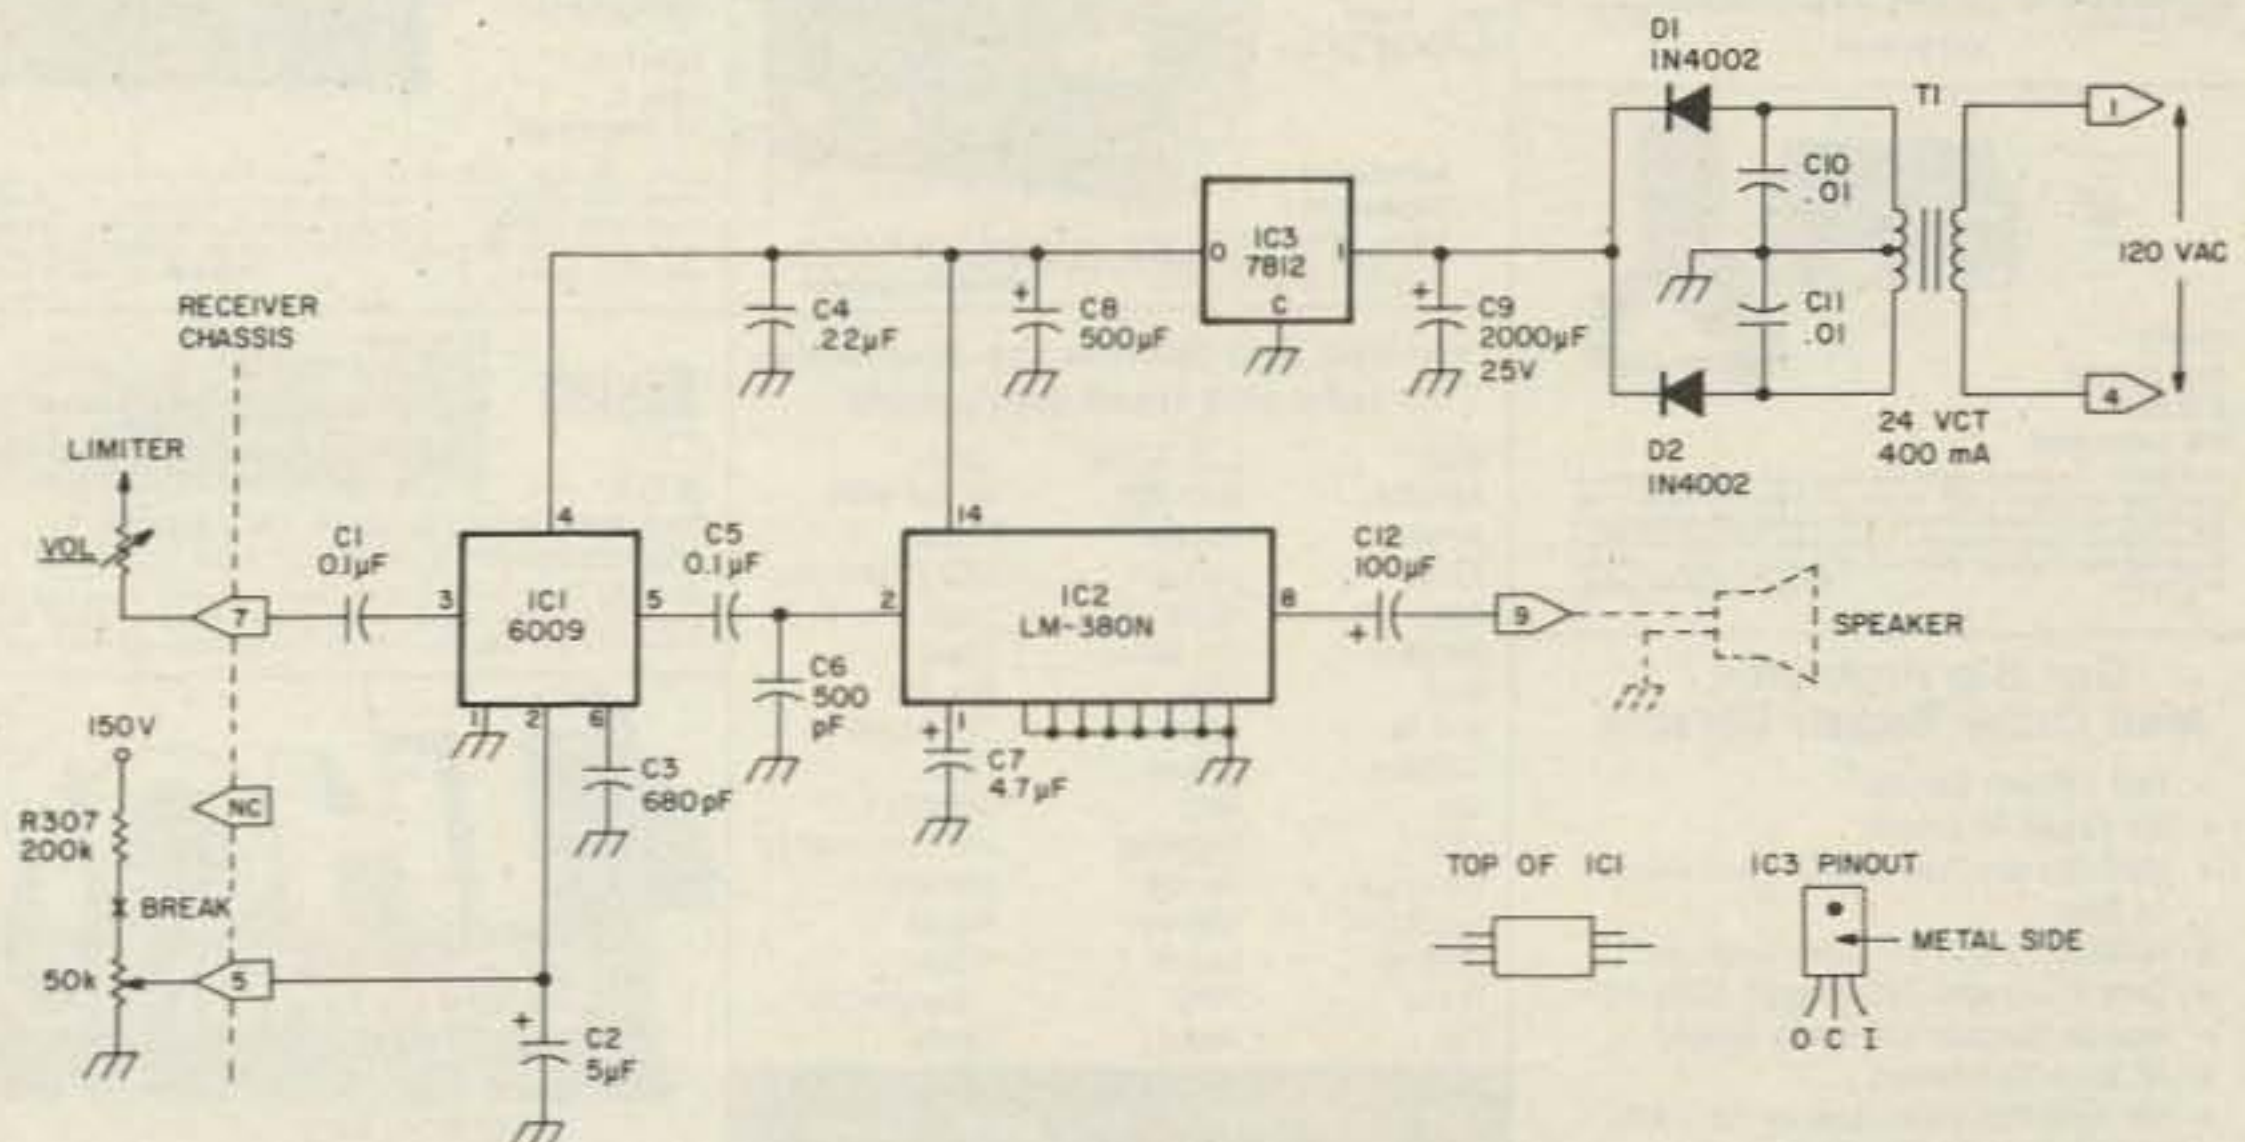 D1
1N4002
T1
1
C10
.01
120 VAC
IC3
7812
O
I
C
C4
.22µF
+
C8
500µF
+
C9
2000µF
25V
C11
.01
4
24 VCT
400 mA
D2
1N4002
RECEIVER
CHASSIS
LIMITER
VOL
7
C1
0.1µF
4
3
IC1
6009
5
1
2
6
C5
0.1µF
C6
500
pF
C3
680pF
14
2
IC2
LM-380N
8
+
1
C7
4.7µF
C12
100µF
+
9
SPEAKER
150V
R307
200k
NC
X BREAK
50k
5
+
C2
5µF
TOP OF IC1
IC3 PINOUT
METAL SIDE
O C I